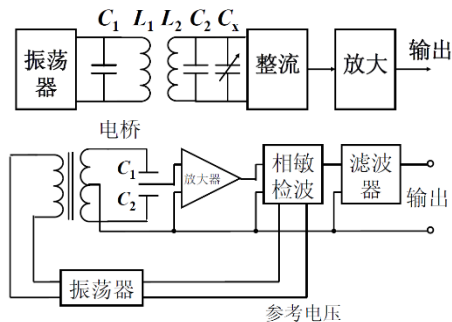 C1 L1 L2 C2 Cx
振荡器
整流
放大
输出
电桥
C1
C2
放大器
相敏检波
滤波器
输出
振荡器
参考电压